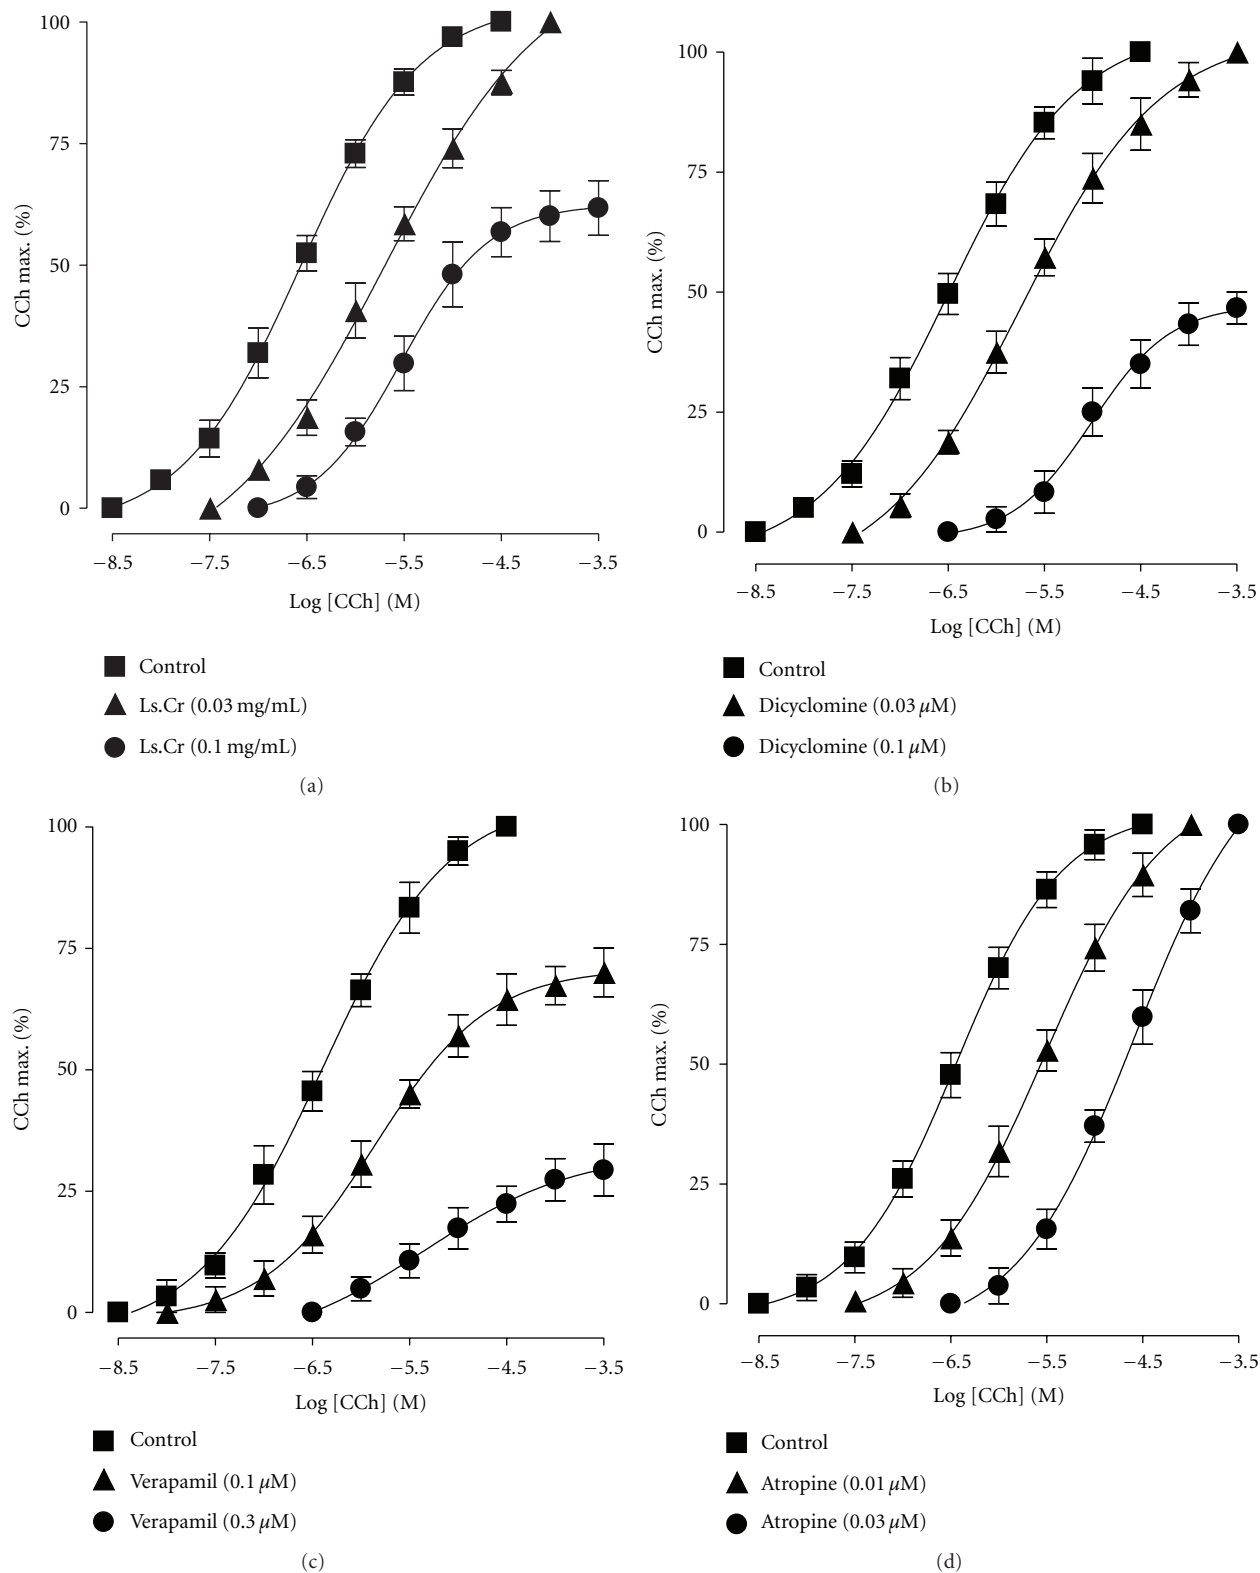 100
75
50
25
0
CCh max. (%)
−8.5 −7.5 −6.5 −5.5 −4.5 −3.5
Log [CCh] (M)
Control
Ls.Cr (0.03 mg/mL)
Ls.Cr (0.1 mg/mL)
(a)
100
75
50
25
0
CCh max. (%)
−8.5 −7.5 −6.5 −5.5 −4.5 −3.5
Log [CCh] (M)
Control
Dicyclomine (0.03 μM)
Dicyclomine (0.1 μM)
(b)
100
75
50
25
0
CCh max. (%)
−8.5 −7.5 −6.5 −5.5 −4.5 −3.5
Log [CCh] (M)
Control
Verapamil (0.1 μM)
Verapamil (0.3 μM)
(c)
100
75
50
25
0
CCh max. (%)
−8.5 −7.5 −6.5 −5.5 −4.5 −3.5
Log [CCh] (M)
Control
Atropine (0.01 μM)
Atropine (0.03 μM)
(d)